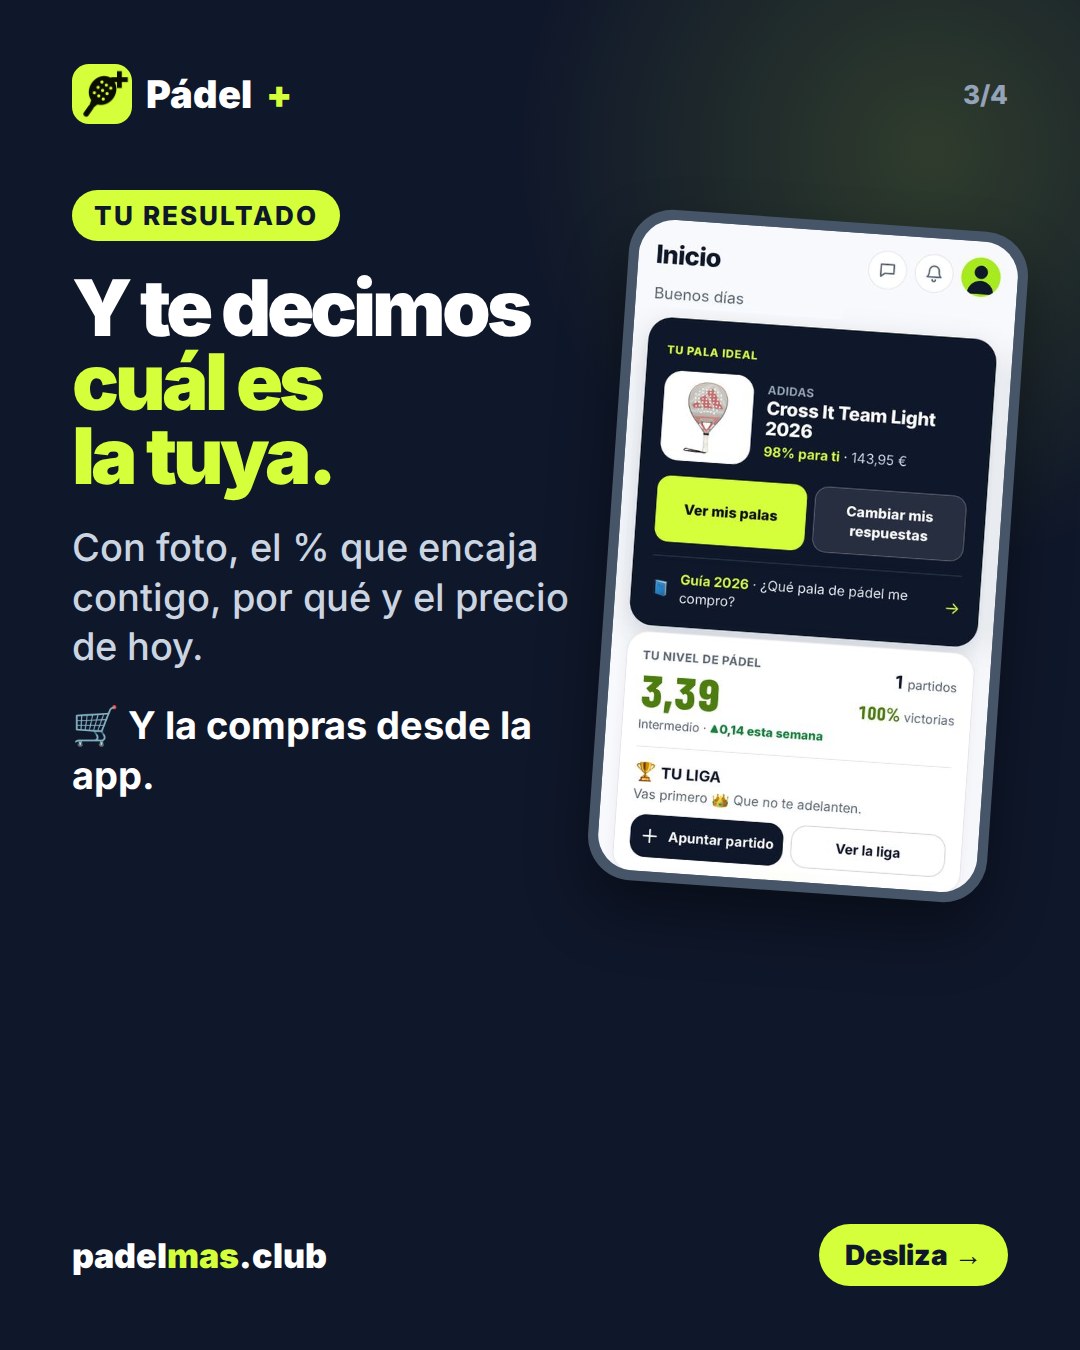 Pádel +
3/4
TU RESULTADO
Y te decimos
cuál es
la tuya.
Con foto, el % que encaja
contigo, por qué y el precio
de hoy.
🛒 Y la compras desde la
app.
Inicio
Buenos días
TU PALA IDEAL
ADIDAS
Cross It Team Light
2026
98% para ti · 143,95 €
Ver mis palas
Cambiar mis
respuestas
📘 Guía 2026 · ¿Qué pala de pádel me
compro? →
TU NIVEL DE PÁDEL
3,39
Intermedio · ▲0,14 esta semana
1 partidos
100% victorias
🏆 TU LIGA
Vas primero 👑 Que no te adelanten.
+ Apuntar partido
Ver la liga
padelmas.club
Desliza →